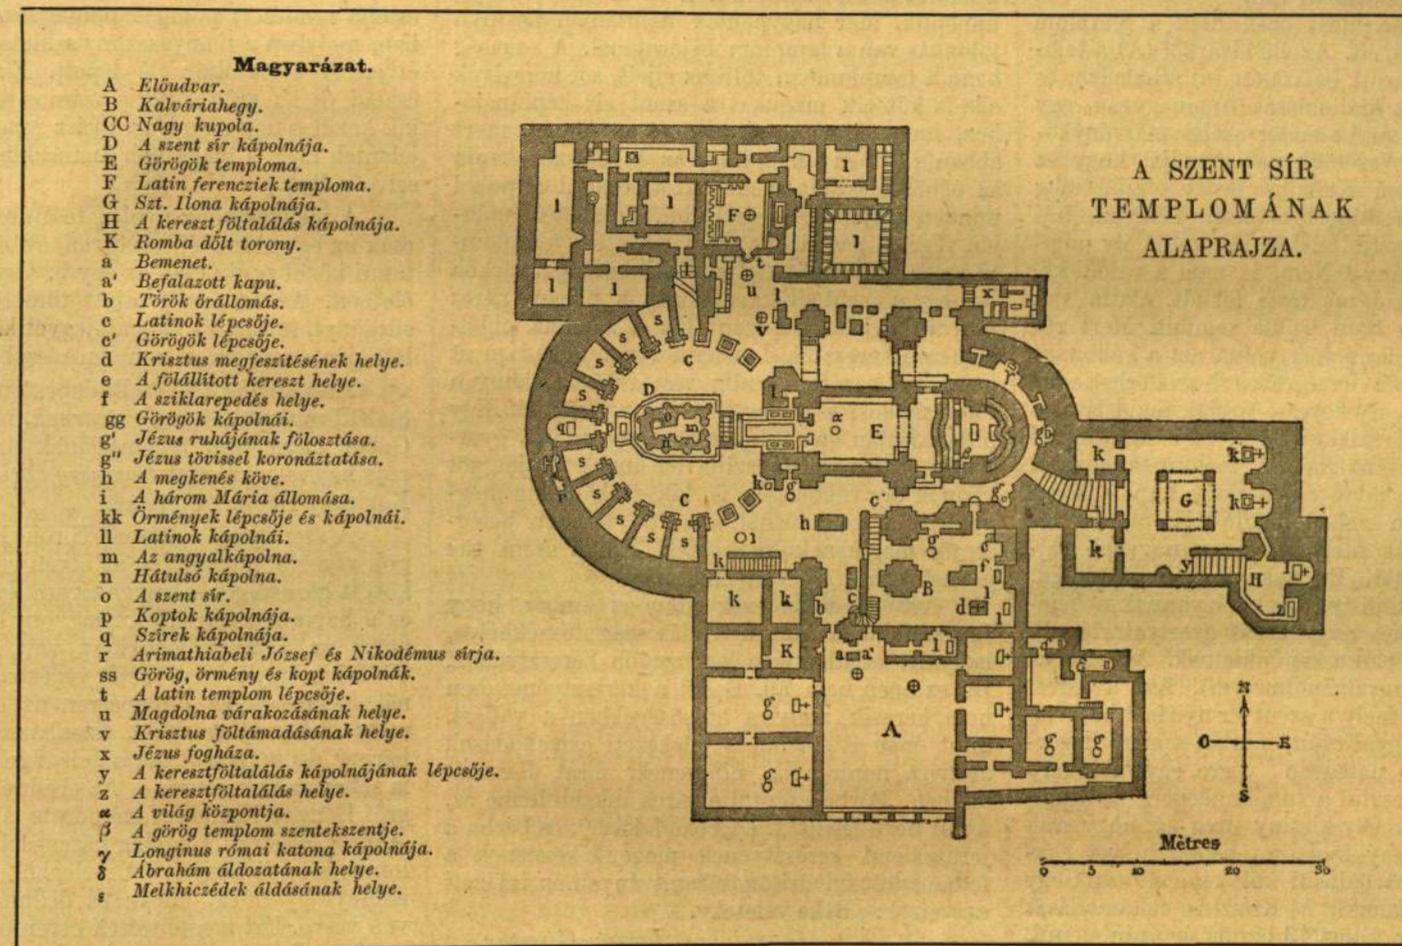 Magyarázat.
A Előudvar.
B Kalváriahegy.
CC Nagy kupola.
D A szent sír kápolnája.
E Görögök temploma.
F Latin ferencziek temploma.
G Szt. Ilona kápolnája.
H A kereszt föltalálás kápolnája.
K Romba dőlt torony.
a Bemenet.
a' Befalazott kapu.
b Török őrállomás.
c Latinok lépcsője.
c' Görögök lépcsője.
d Krisztus megfeszítésének helye.
e A fölállított kereszt helye.
f A sziklarepedés helye.
gg Görögök kápolnái.
g' Jézus ruhájának fölosztása.
g" Jézus tövissel koronáztatása.
h A megkenés köve.
i A három Mária állomása.
kk Örmények lépcsője és kápolnái.
ll Latinok kápolnái.
m Az angyalkápolna.
n Hátulsó kápolna.
o A szent sír.
p Koptok kápolnája.
q Szírek kápolnája.
r Arimathiabeli József és Nikodémus sírja.
ss Görög, örmény és kopt kápolnák.
t A latin templom lépcsője.
u Magdolna várakozásának helye.
v Krisztus föltámadásának helye.
x Jézus fogháza.
y A keresztföltalálás kápolnájának lépcsője.
z A keresztföltalálás helye.
α A világ központja.
β A görög templom szentekszentje.
γ Longinus római katona kápolnája.
δ Ábrahám áldozatának helye.
ε Melkhiczédek áldásának helye.
A SZENT SÍR
TEMPLOMÁNAK
ALAPRAJZA.
l
l
F
l
l
t
u
l
l
l
x
v
s
s
s
s
C
D
q
o
m
n
α
E
l
p
s
s
s
s
s
C
k
g
h
c'
k
k
G
k
k
k
y
H
l
z
k
k
k
K
b
c
B
g
e
f
l
d
l
a
a'
l
A
g
g
g
g
N
O
E
S
Mètres
0 5 10 20 30